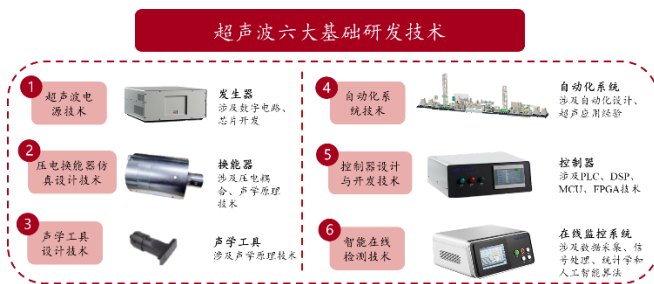 超声波六大基础研发技术
1
超声波电
源技术
发生器
涉及数字电路、
芯片开发
2
压电换能器仿
真设计技术
换能器
涉及压电耦
合、声学原理
技术
3
声学工具
设计技术
声学工具
涉及声学原理技术
4
自动化系
统技术
自动化系统
涉及自动化设计、
超声应用经验
5
控制器设计
与开发技术
控制器
涉及PLC、DSP、
MCU、FPGA技术
6
智能在线
检测技术
在线监控系统
涉及数据采集、信
号处理、统计学和
人工智能算法